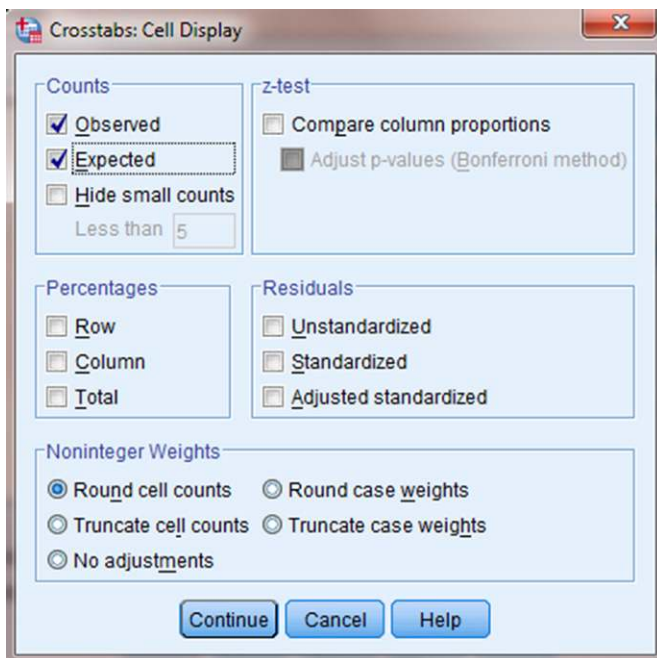 Crosstabs: Cell Display
Counts
Observed
Expected
Hide small counts
Less than 5
z-test
Compare column proportions
Adjust p-values (Bonferroni method)
Percentages
Row
Column
Total
Residuals
Unstandardized
Standardized
Adjusted standardized
Noninteger Weights
Round cell counts Round case weights
Truncate cell counts Truncate case weights
No adjustments
Continue Cancel Help